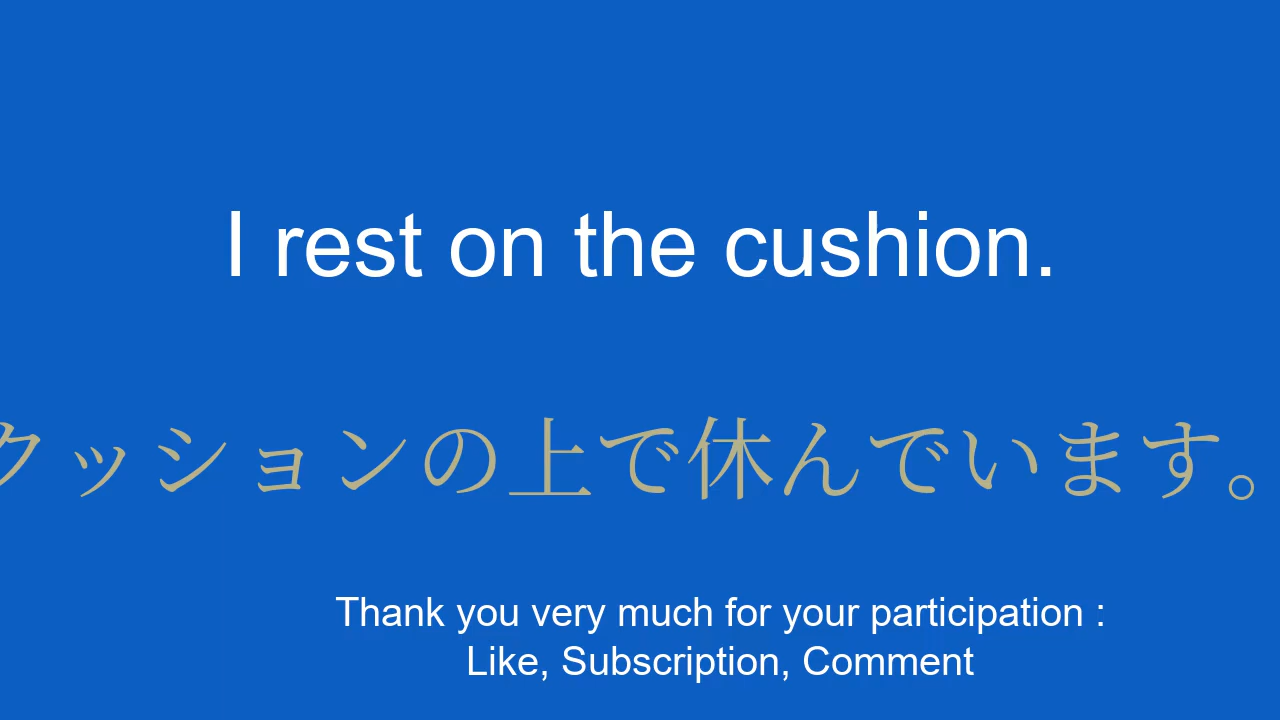 I rest on the cushion.
クッションの上で休んでいます。
Thank you very much for your participation :
Like, Subscription, Comment